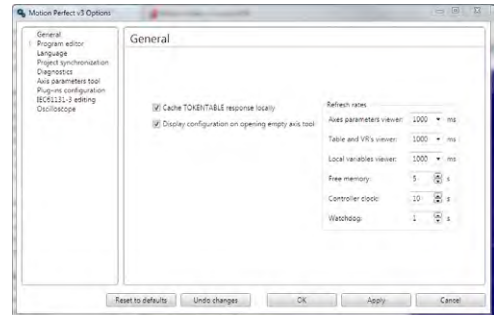 Motion Perfect v3 Options
General
Program editor
Language
Project synchronization
Diagnostics
Axis parameters tool
Plug-ins configuration
IEC61131-3 editing
Oscilloscope
General
Cache TOKENTABLE response locally
Display configuration on opening empty axis tool
Refresh rates
Axes parameters viewer: 1000 ms
Table and VR's viewer: 1000 ms
Local variables viewer: 1000 ms
Free memory: 5 s
Controller clock: 10 s
Watchdog: 1 s
Reset to defaults
Undo changes
OK
Apply
Cancel